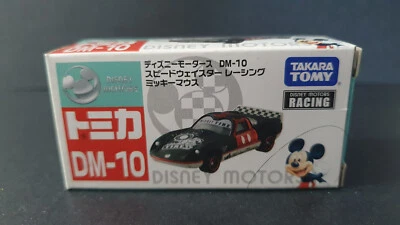 DM-10
DISNEY MOTORS
ディズニーモータース DM-10
スピードウェイスター レーシング
ミッキーマウス
TAKARA
TOMY
DISNEY MOTORS
RACING
トミカ
DM-10
DISNEY MOTORS